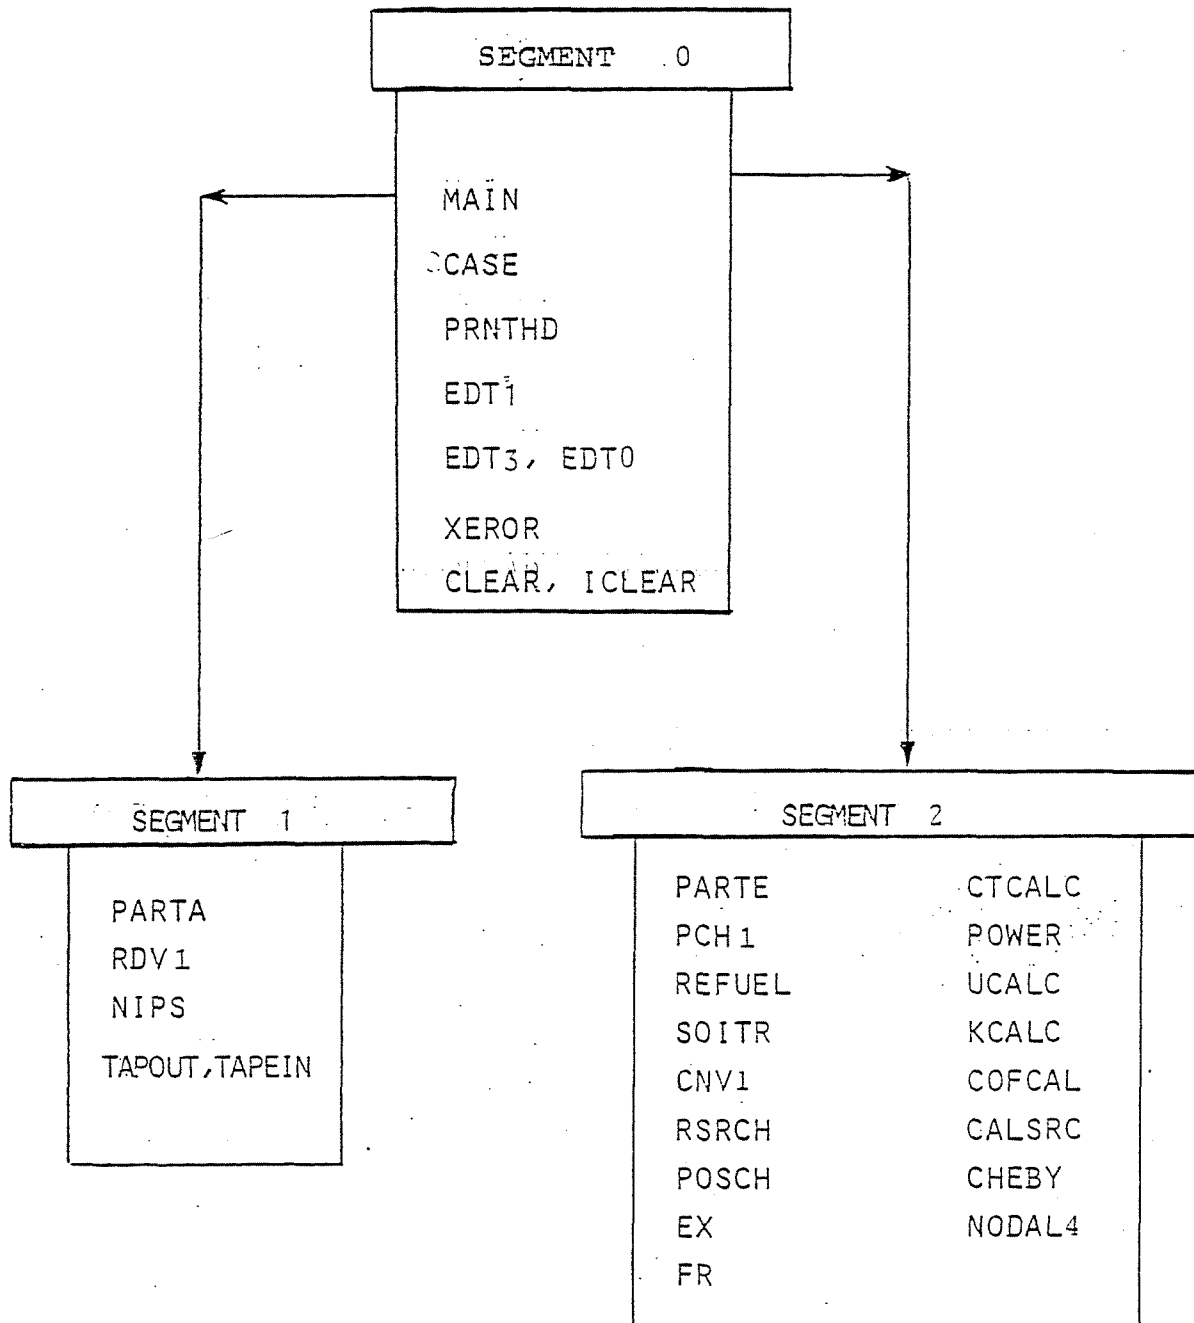 SEGMENT 0
MAIN
CASE
PRNTHD
EDT1
EDT3, EDT0
XEROR
CLEAR, ICLEAR
SEGMENT 1
PARTA
RDV1
NIPS
TAPOUT,TAPEIN
SEGMENT 2
PARTE
PCH1
REFUEL
SOITR
CNV1
RSRCH
POSCH
EX
FR
CTCALC
POWER
UCALC
KCALC
COFCAL
CALSRC
CHEBY
NODAL4